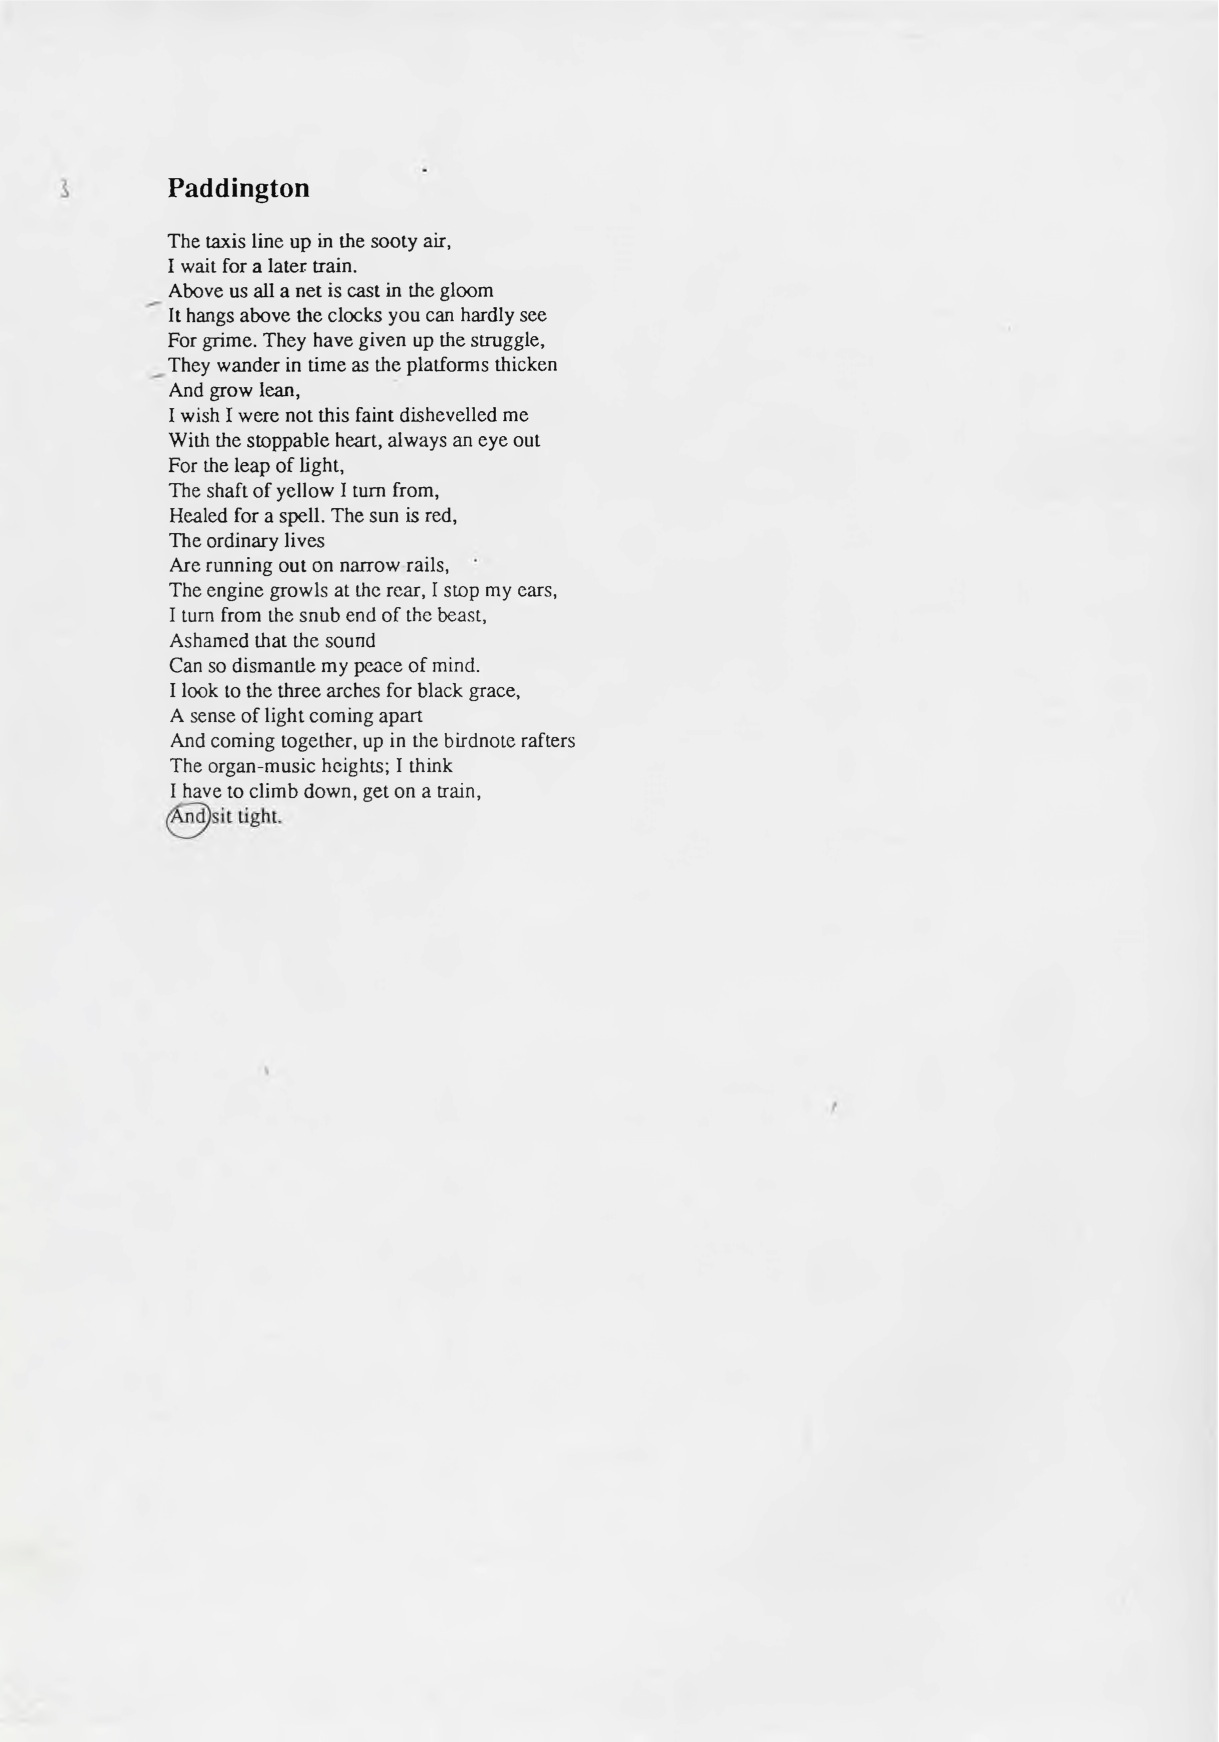 3
Paddington
The taxis line up in the sooty air,
I wait for a later train.
Above us all a net is cast in the gloom
It hangs above the clocks you can hardly see
For grime. They have given up the struggle,
They wander in time as the platforms thicken
And grow lean,
I wish I were not this faint dishevelled me
With the stoppable heart, always an eye out
For the leap of light,
The shaft of yellow I turn from,
Healed for a spell. The sun is red,
The ordinary lives
Are running out on narrow rails,
The engine growls at the rear, I stop my ears,
I turn from the snub end of the beast,
Ashamed that the sound
Can so dismantle my peace of mind.
I look to the three arches for black grace,
A sense of light coming apart
And coming together, up in the birdnote rafters
The organ-music heights; I think
I have to climb down, get on a train,
And sit tight.